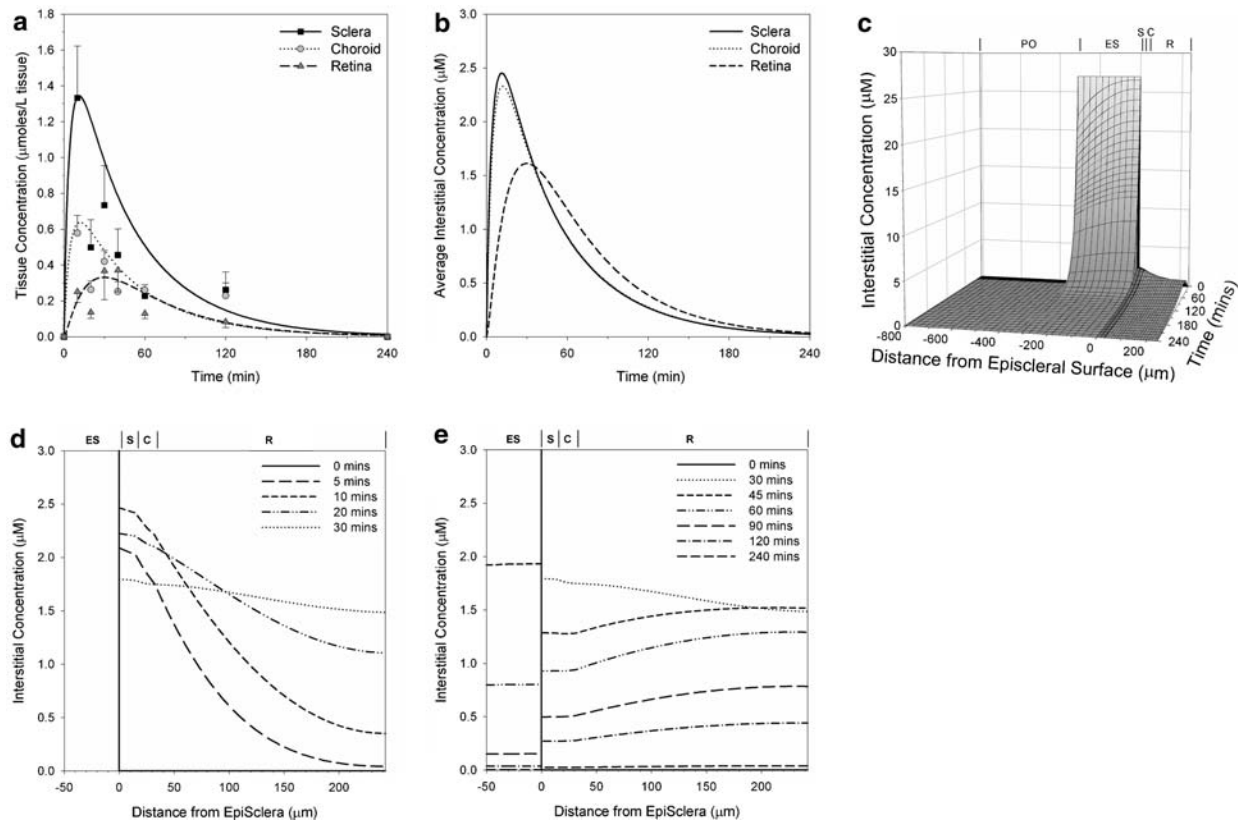 a
1.8
1.6
1.4
1.2
1.0
0.8
0.6
0.4
0.2
0.0
Tissue Concentration (μmoles/L tissue)
Sclera
Choroid
Retina
0 60 120 180 240
Time (min)
b
3.0
2.5
2.0
1.5
1.0
0.5
0.0
Average Interstitial Concentration (μM)
Sclera
Choroid
Retina
0 60 120 180 240
Time (min)
c
PO ES S C R
30
25
20
15
10
5
0
Interstitial Concentration (μM)
-800 -600 -400 -200 0 200
Distance from Episcleral Surface (μm)
0
60
120
180
240
Time (mins)
d
ES S C R
3.0
2.5
2.0
1.5
1.0
0.5
0.0
Interstitial Concentration (μM)
0 mins
5 mins
10 mins
20 mins
30 mins
-50 0 50 100 150 200
Distance from EpiSclera (μm)
e
ES S C R
3.0
2.5
2.0
1.5
1.0
0.5
0.0
Interstitial Concentration (μM)
0 mins
30 mins
45 mins
60 mins
90 mins
120 mins
240 mins
-50 0 50 100 150 200
Distance from EpiSclera (μm)